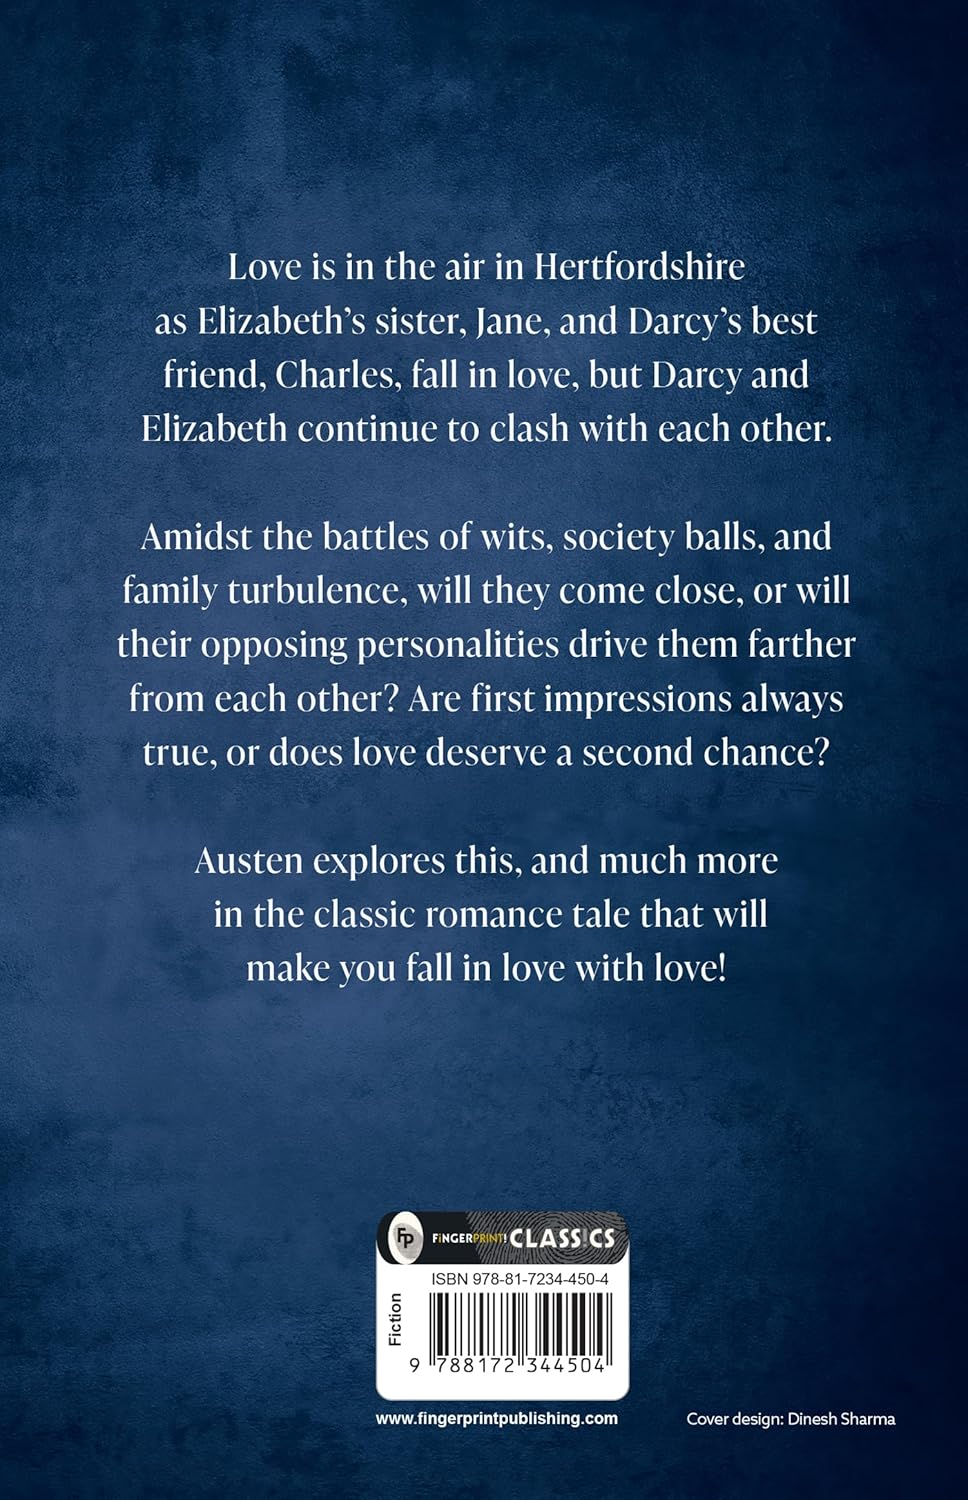 Love is in the air in Hertfordshire
as Elizabeth’s sister, Jane, and Darcy’s best
friend, Charles, fall in love, but Darcy and
Elizabeth continue to clash with each other.
Amidst the battles of wits, society balls, and
family turbulence, will they come close, or will
their opposing personalities drive them farther
from each other? Are first impressions always
true, or does love deserve a second chance?
Austen explores this, and much more
in the classic romance tale that will
make you fall in love with love!
FP FiNGERPRINT! CLASSiCS
ISBN 978-81-7234-450-4
Fiction
9 788172 344504
www.fingerprintpublishing.com
Cover design: Dinesh Sharma